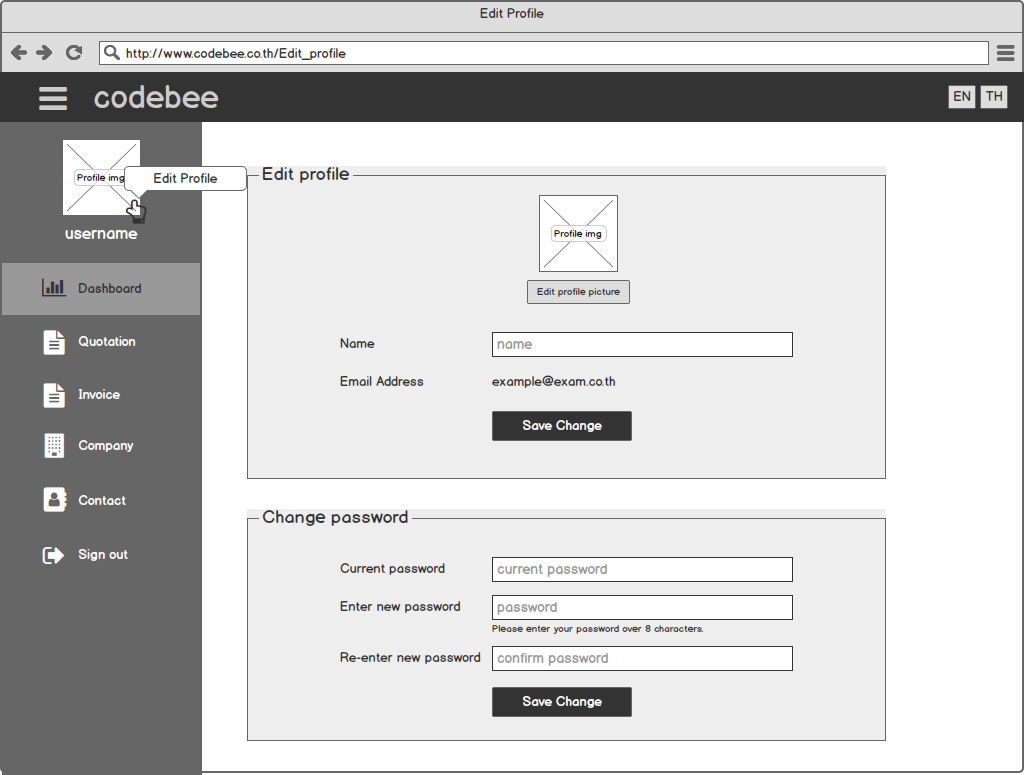 Edit Profile
http://www.codebee.co.th/Edit_profile
codebee
EN TH
Profile img
Edit Profile
username
Dashboard
Quotation
Invoice
Company
Contact
Sign out
Edit profile
Profile img
Edit profile picture
Name name
Email Address example@exam.co.th
Save Change
Change password
Current password current password
Enter new password password
Please enter your password over 8 characters.
Re-enter new password confirm password
Save Change